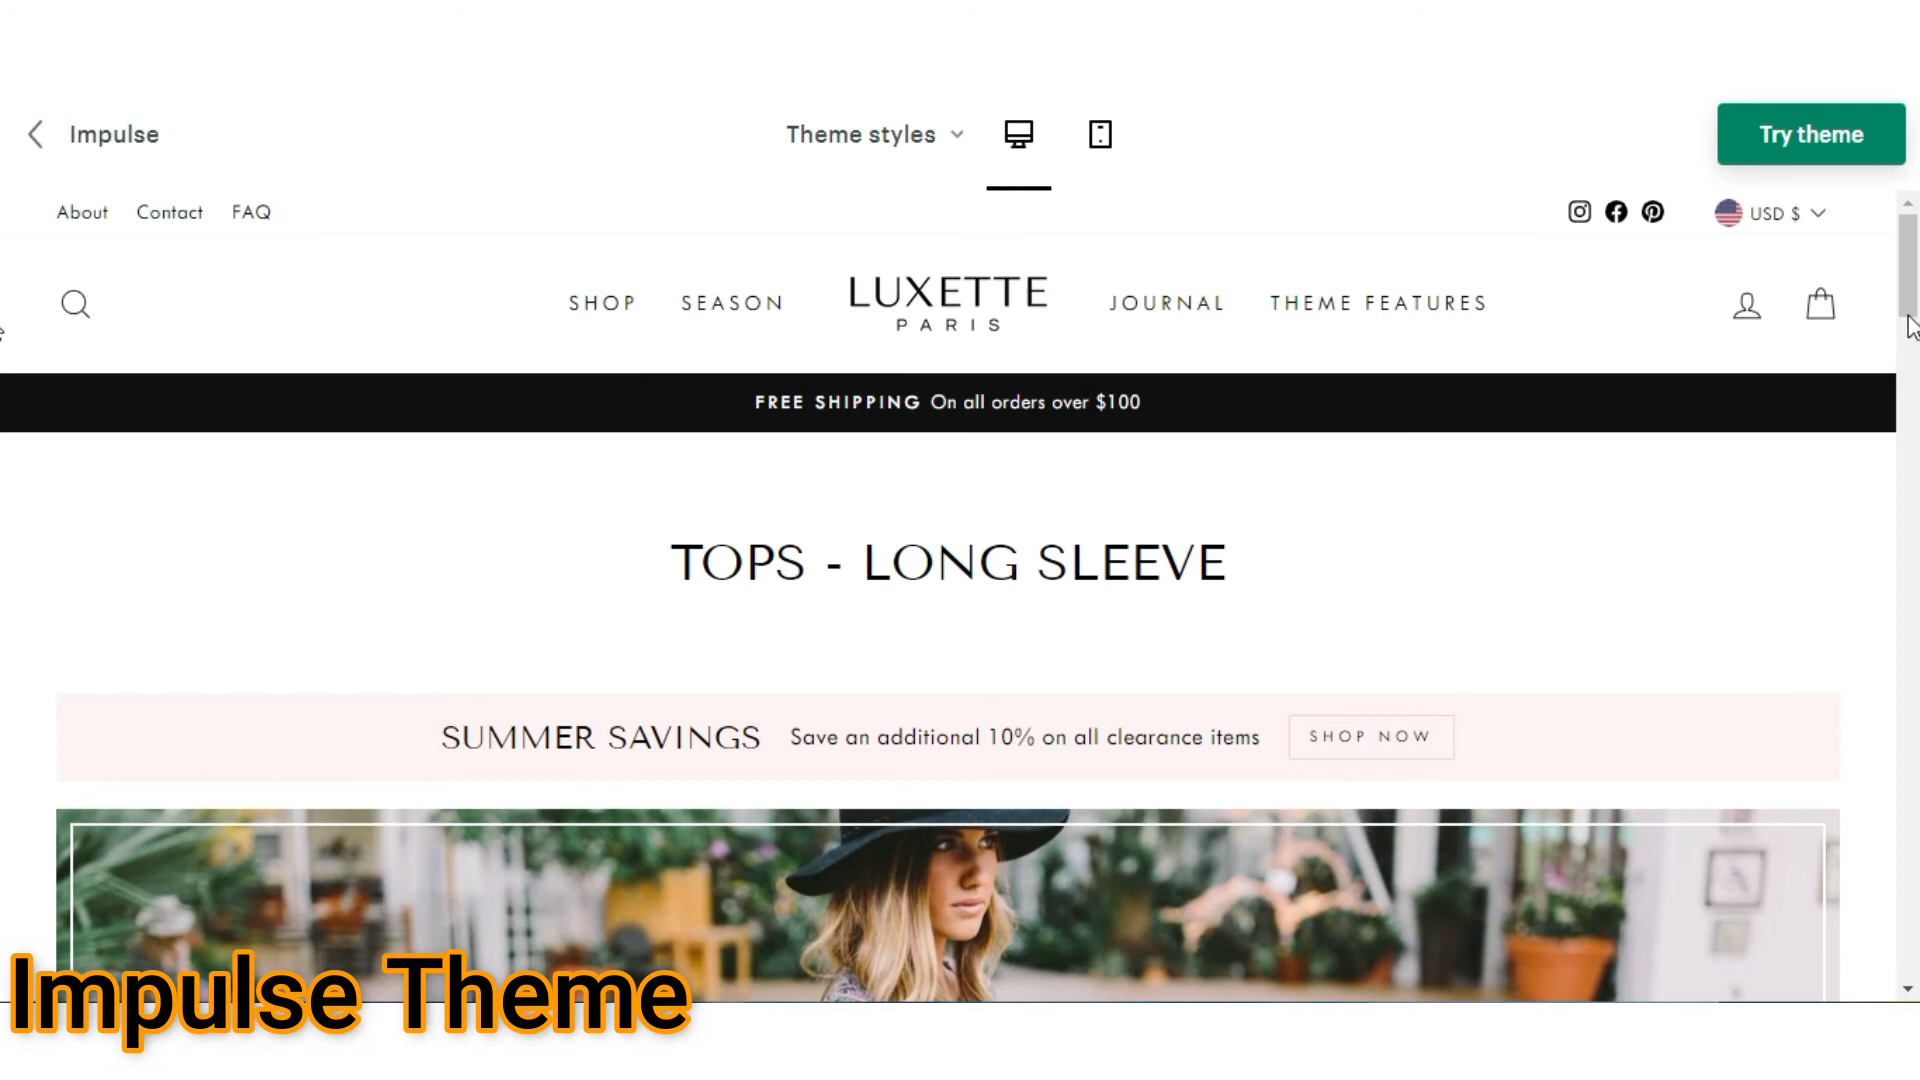 Impulse
Theme styles
Try theme
About Contact FAQ
USD $
SHOP SEASON
LUXETTE
PARIS
JOURNAL THEME FEATURES
FREE SHIPPING On all orders over $100
TOPS - LONG SLEEVE
SUMMER SAVINGS Save an additional 10% on all clearance items SHOP NOW
Impulse Theme